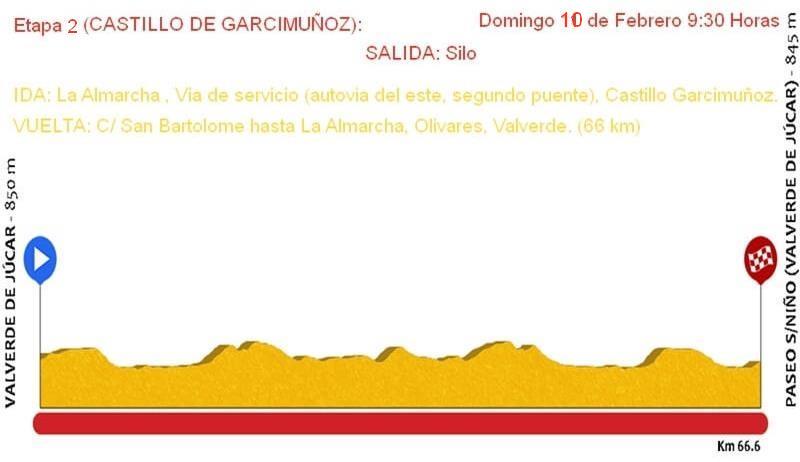 Etapa 2 (CASTILLO DE GARCIMUÑOZ):
Domingo 10 de Febrero 9:30 Horas
SALIDA: Silo
IDA: La Almarcha , Via de servicio (autovia del este, segundo puente), Castillo Garcimuñoz.
VUELTA: C/ San Bartolome hasta La Almarcha, Olivares, Valverde. (66 km)
VALVERDE DE JÚCAR - 850 m
PASEO S/NIÑO (VALVERDE DE JÚCAR) - 845 m
Km 66.6